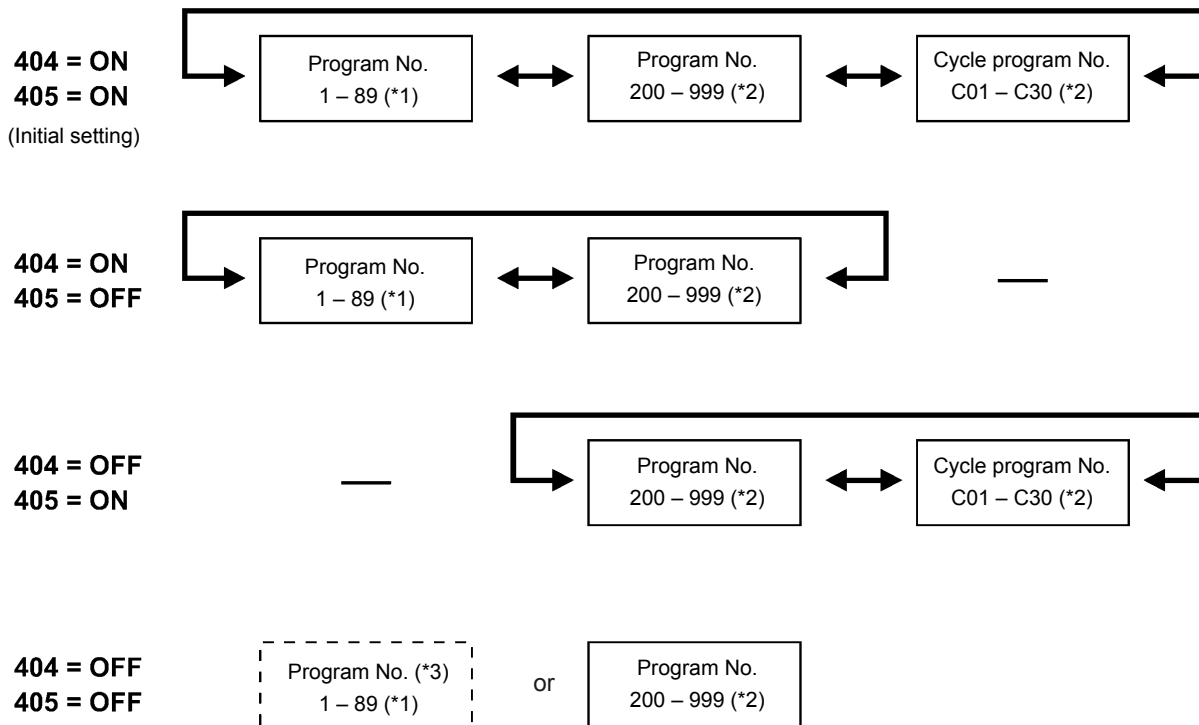 404 = ON
405 = ON
(Initial setting)
Program No.
1 – 89 (*1)
Program No.
200 – 999 (*2)
Cycle program No.
C01 – C30 (*2)
404 = ON
405 = OFF
Program No.
1 – 89 (*1)
Program No.
200 – 999 (*2)
—
404 = OFF
405 = ON
—
Program No.
200 – 999 (*2)
Cycle program No.
C01 – C30 (*2)
404 = OFF
405 = OFF
Program No. (*3)
1 – 89 (*1)
or
Program No.
200 – 999 (*2)